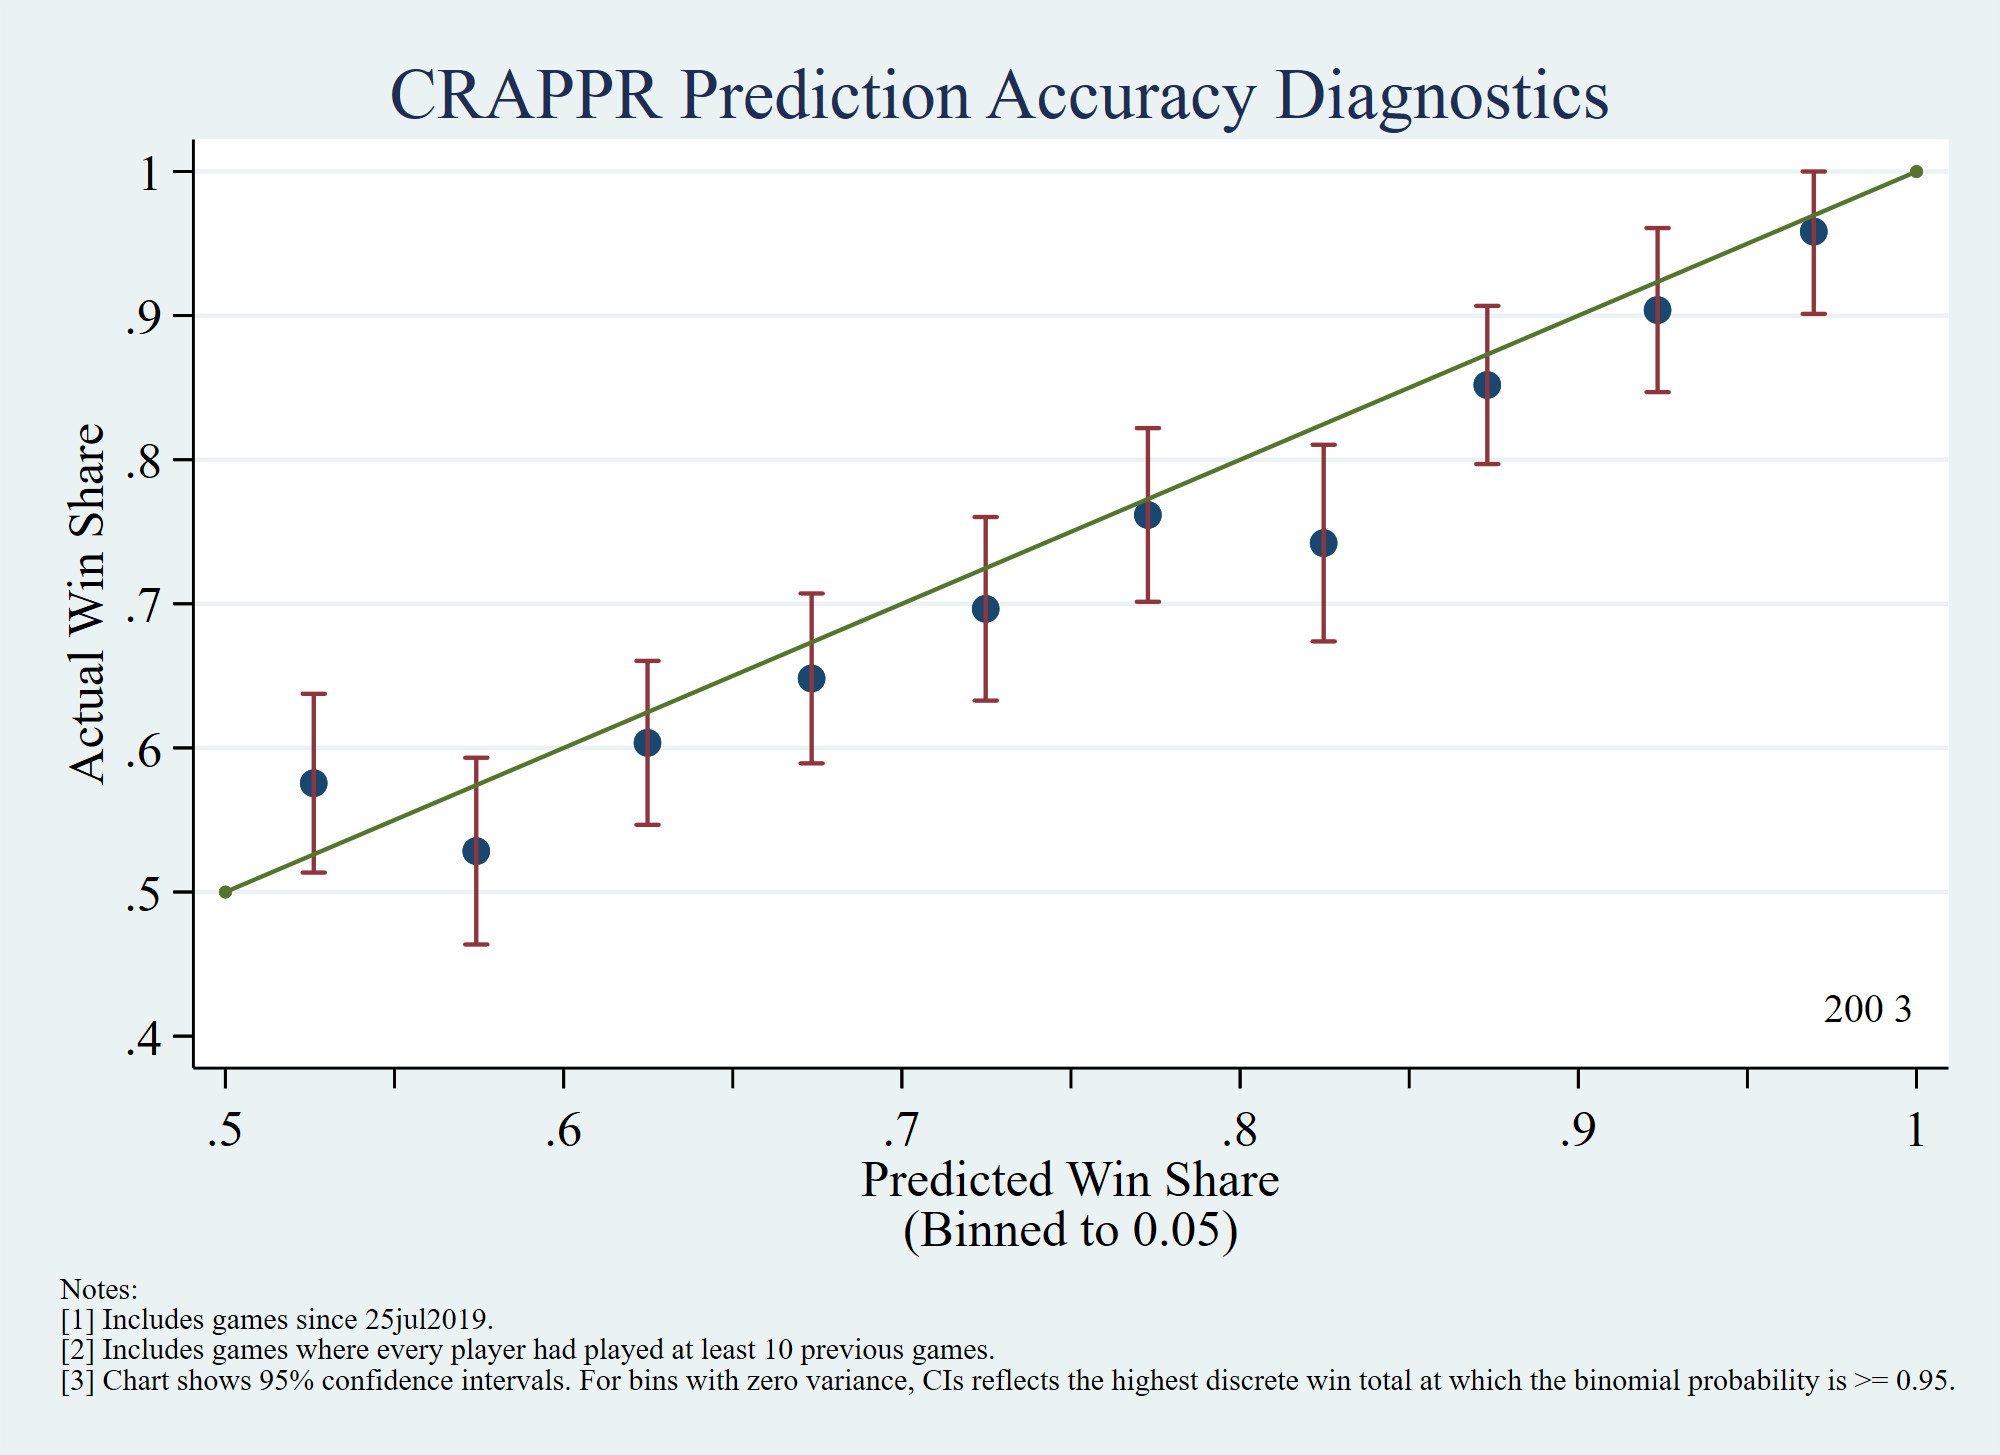 CRAPPR Prediction Accuracy Diagnostics
1
.9
.8
.7
.6
.5
.4
Actual Win Share
200 3
.5 .6 .7 .8 .9 1
Predicted Win Share
(Binned to 0.05)
Notes:
[1] Includes games since 25jul2019.
[2] Includes games where every player had played at least 10 previous games.
[3] Chart shows 95% confidence intervals. For bins with zero variance, CIs reflects the highest discrete win total at which the binomial probability is >= 0.95.